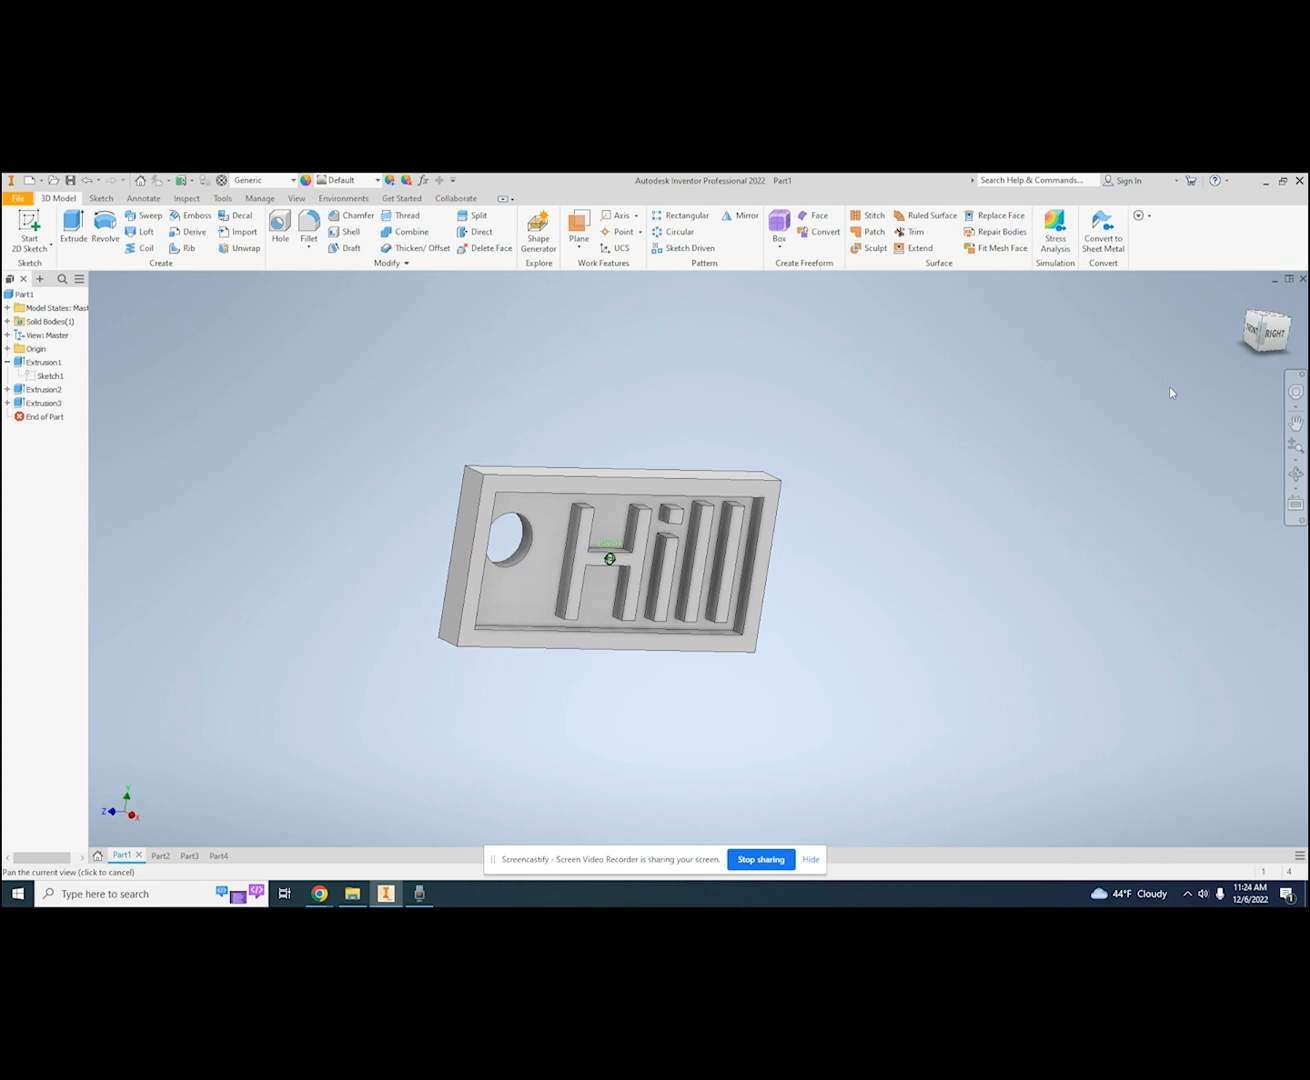 Generic
Default
Autodesk Inventor Professional 2022 Part1
Search Help & Commands...
Sign In
File 3D Model Sketch Annotate Inspect Tools Manage View Environments Get Started Collaborate
Start
2D Sketch
Extrude
Revolve
Sweep
Emboss
Decal
Loft
Derive
Import
Coil
Rib
Unwrap
Hole
Fillet
Chamfer
Thread
Split
Shell
Combine
Direct
Draft
Thicken/ Offset
Delete Face
Shape
Generator
Plane
Axis
Point
UCS
Rectangular
Mirror
Circular
Sketch Driven
Box
Face
Convert
Stitch
Ruled Surface
Replace Face
Patch
Trim
Repair Bodies
Sculpt
Extend
Fit Mesh Face
Stress
Analysis
Convert to
Sheet Metal
Sketch Create Modify Explore Work Features Pattern Create Freeform Surface Simulation Convert
Part1
Model States: Mast
Solid Bodies(1)
View: Master
Origin
Extrusion1
Sketch1
Extrusion2
Extrusion3
End of Part
FRONT RIGHT
Hill
Z Y X
Part1 Part2 Part3 Part4
Screencastify - Screen Video Recorder is sharing your screen. Stop sharing Hide
Pan the current view (click to cancel) 1 4
Type here to search
44°F Cloudy
11:24 AM
12/6/2022
1